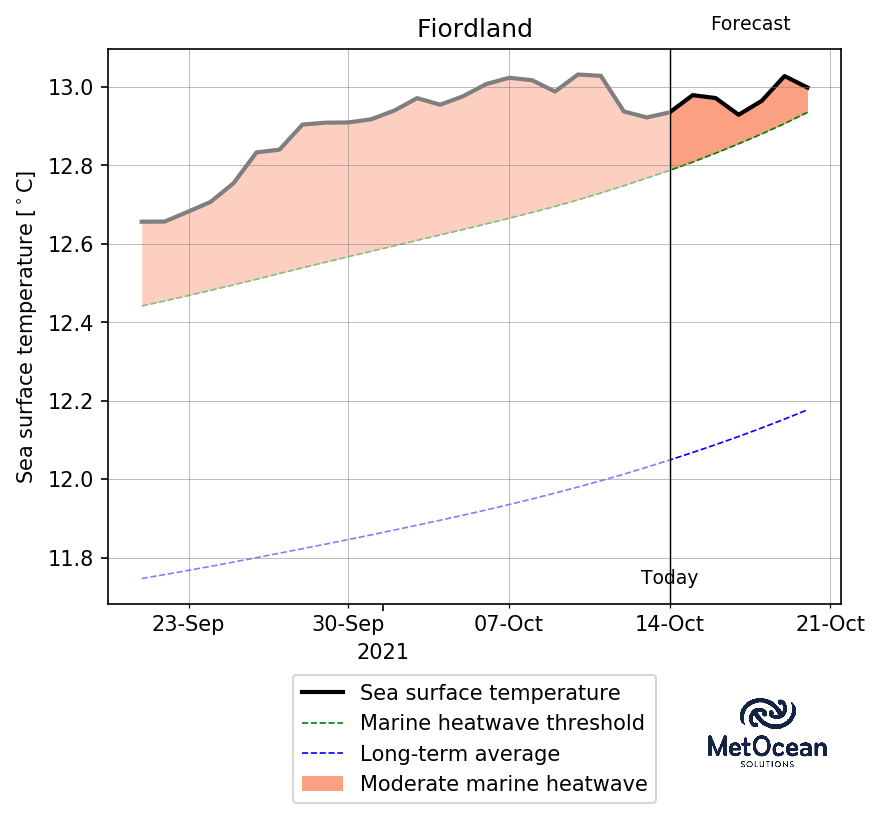 Fiordland
Forecast
Sea surface temperature [°C]
13.0
12.8
12.6
12.4
12.2
12.0
11.8
Today
23-Sep 30-Sep 07-Oct 14-Oct 21-Oct
2021
Sea surface temperature
Marine heatwave threshold
Long-term average
Moderate marine heatwave
MetOcean
SOLUTIONS